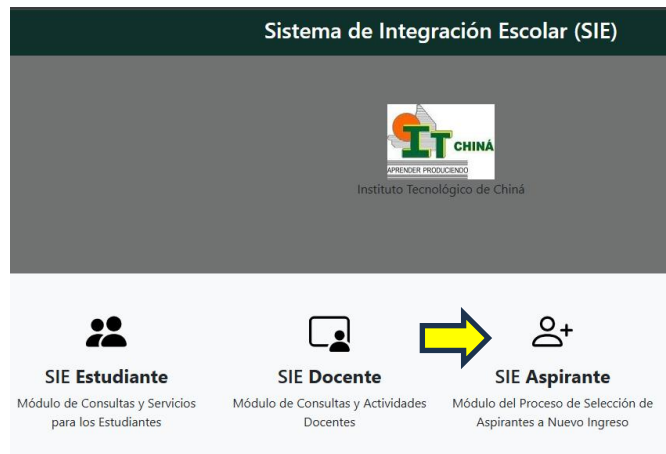 Sistema de Integración Escolar (SIE)
IT CHINÁ
APRENDER PRODUCIENDO
Instituto Tecnológico de Chiná
SIE Estudiante
Módulo de Consultas y Servicios
para los Estudiantes
SIE Docente
Módulo de Consultas y Actividades
Docentes
SIE Aspirante
Módulo del Proceso de Selección de
Aspirantes a Nuevo Ingreso